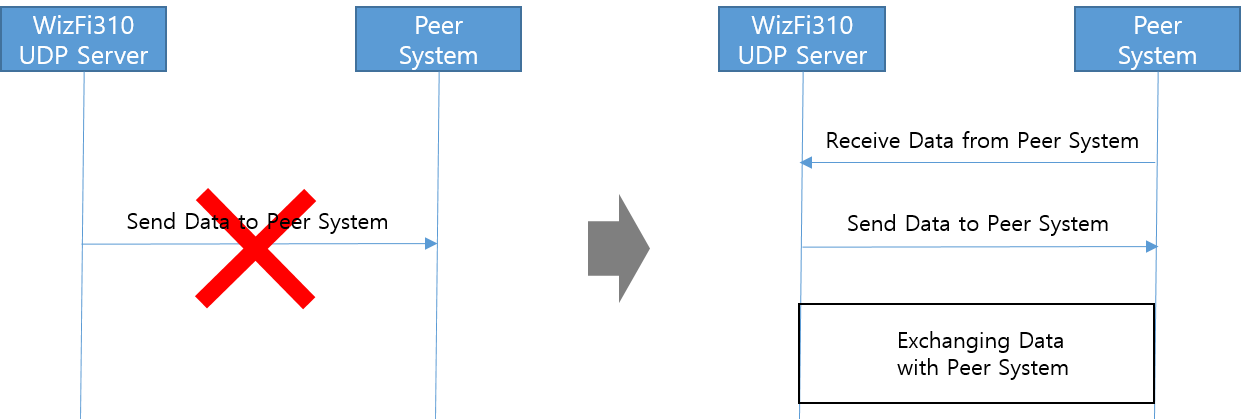 WizFi310
UDP Server
Peer
System
Send Data to Peer System
WizFi310
UDP Server
Peer
System
Receive Data from Peer System
Send Data to Peer System
Exchanging Data
with Peer System